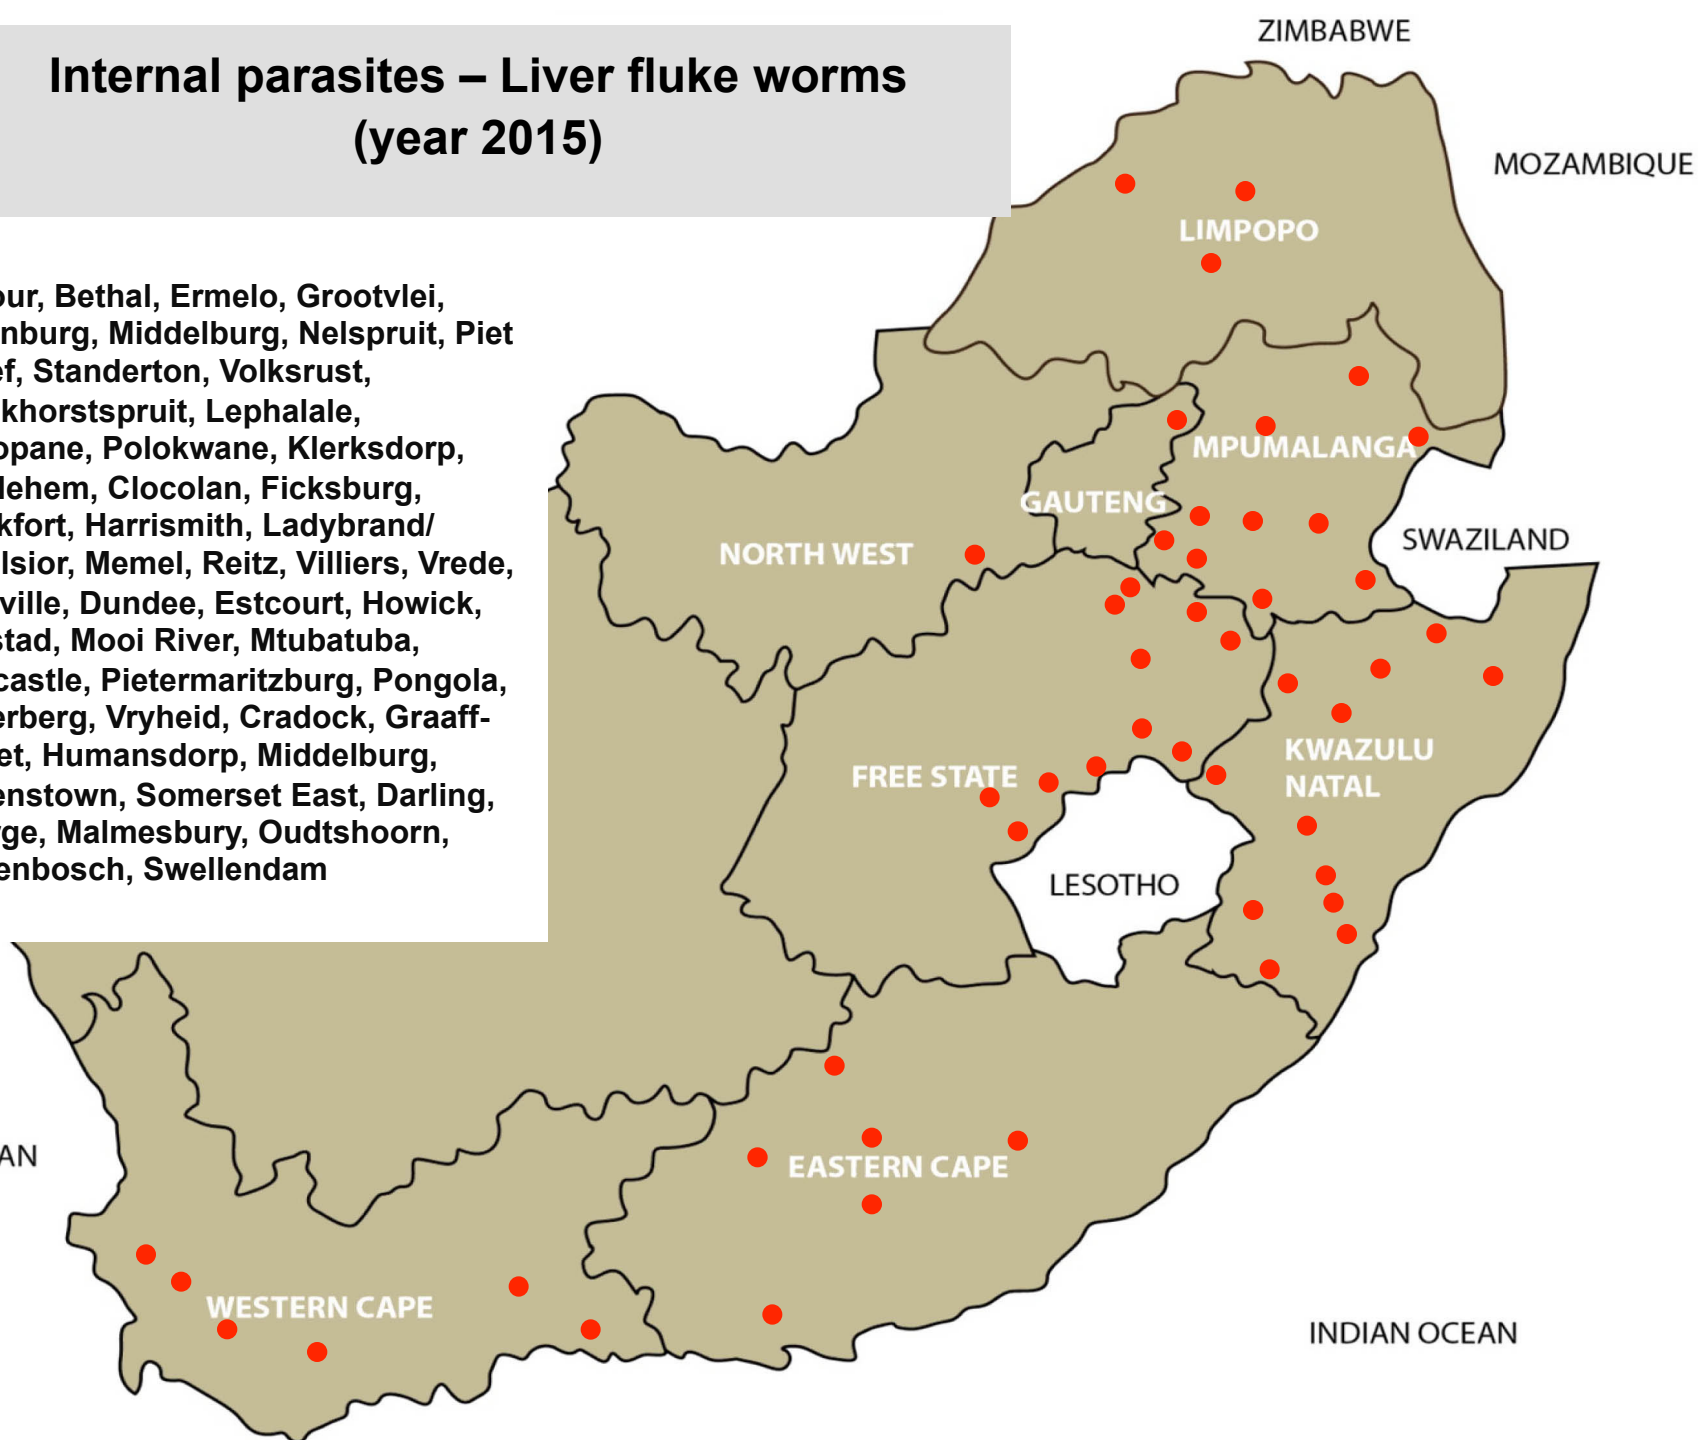 Internal parasites – Liver fluke worms
(year 2015)
our, Bethal, Ermelo, Grootvlei,
nburg, Middelburg, Nelspruit, Piet
ef, Standerton, Volksrust,
khorstspruit, Lephalale,
opane, Polokwane, Klerksdorp,
lehem, Clocolan, Ficksburg,
kfort, Harrismith, Ladybrand/
lsior, Memel, Reitz, Villiers, Vrede,
ville, Dundee, Estcourt, Howick,
stad, Mooi River, Mtubatuba,
castle, Pietermaritzburg, Pongola,
erberg, Vryheid, Cradock, Graaff-
et, Humansdorp, Middelburg,
enstown, Somerset East, Darling,
rge, Malmesbury, Oudtshoorn,
enbosch, Swellendam
ZIMBABWE
MOZAMBIQUE
LIMPOPO
MPUMALANGA
GAUTENG
NORTH WEST
SWAZILAND
KWAZULU
NATAL
FREE STATE
LESOTHO
AN
EASTERN CAPE
WESTERN CAPE
INDIAN OCEAN